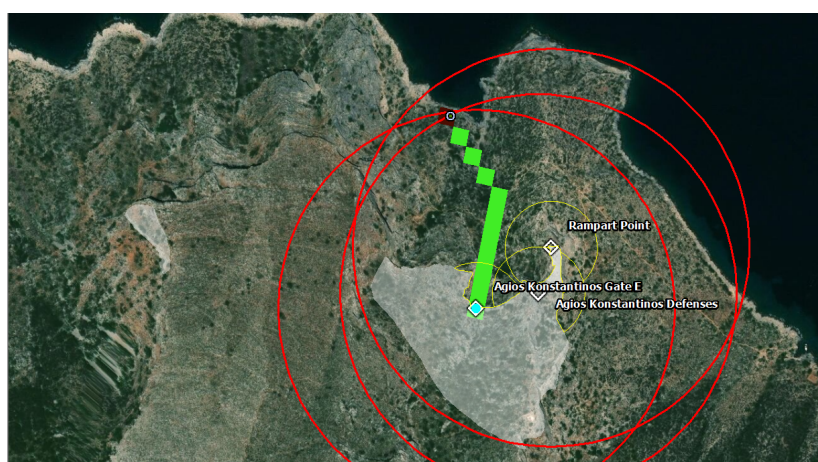 Rampart Point
Agios Konstantinos Gate E
Agios Konstantinos Defenses